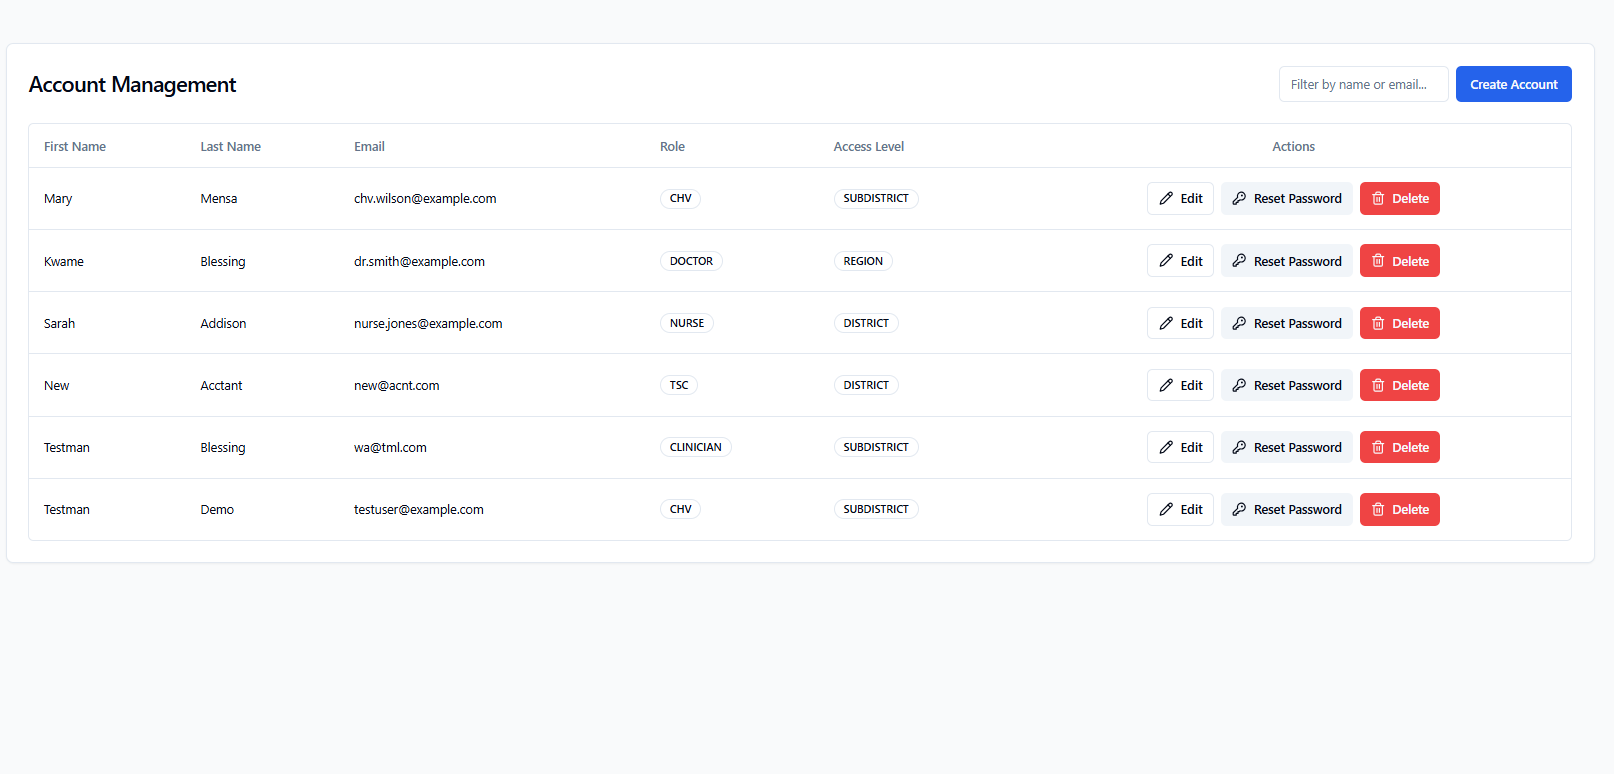 Account Management
Filter by name or email...
Create Account
First Name Last Name Email Role Access Level Actions
Mary Mensa chv.wilson@example.com CHV SUBDISTRICT Edit Reset Password Delete
Kwame Blessing dr.smith@example.com DOCTOR REGION Edit Reset Password Delete
Sarah Addison nurse.jones@example.com NURSE DISTRICT Edit Reset Password Delete
New Acctant new@acnt.com TSC DISTRICT Edit Reset Password Delete
Testman Blessing wa@tml.com CLINICIAN SUBDISTRICT Edit Reset Password Delete
Testman Demo testuser@example.com CHV SUBDISTRICT Edit Reset Password Delete